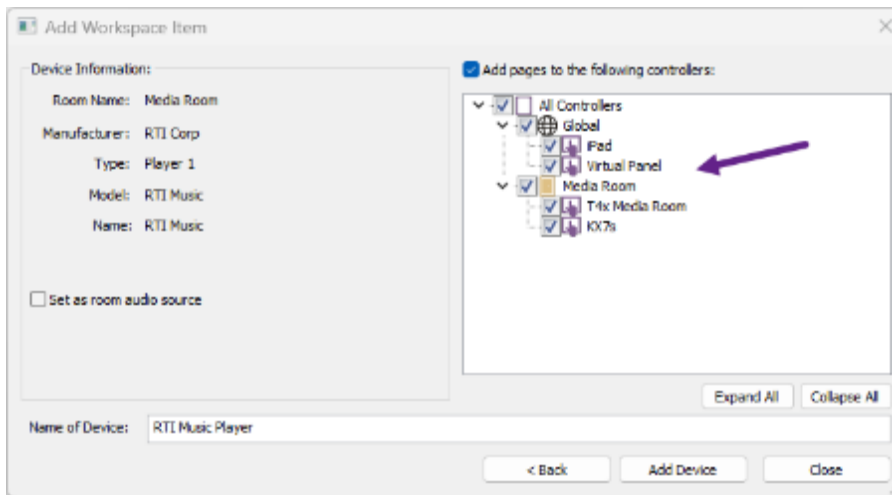 Add Workspace Item
Device Information:
Room Name: Media Room
Manufacturer: RTI Corp
Type: Player 1
Model: RTI Music
Name: RTI Music
Set as room audio source
Add pages to the following controllers:
All Controllers
Global
iPad
Virtual Panel
Media Room
T4x Media Room
KX7s
Expand All
Collapse All
Name of Device: RTI Music Player
< Back
Add Device
Close